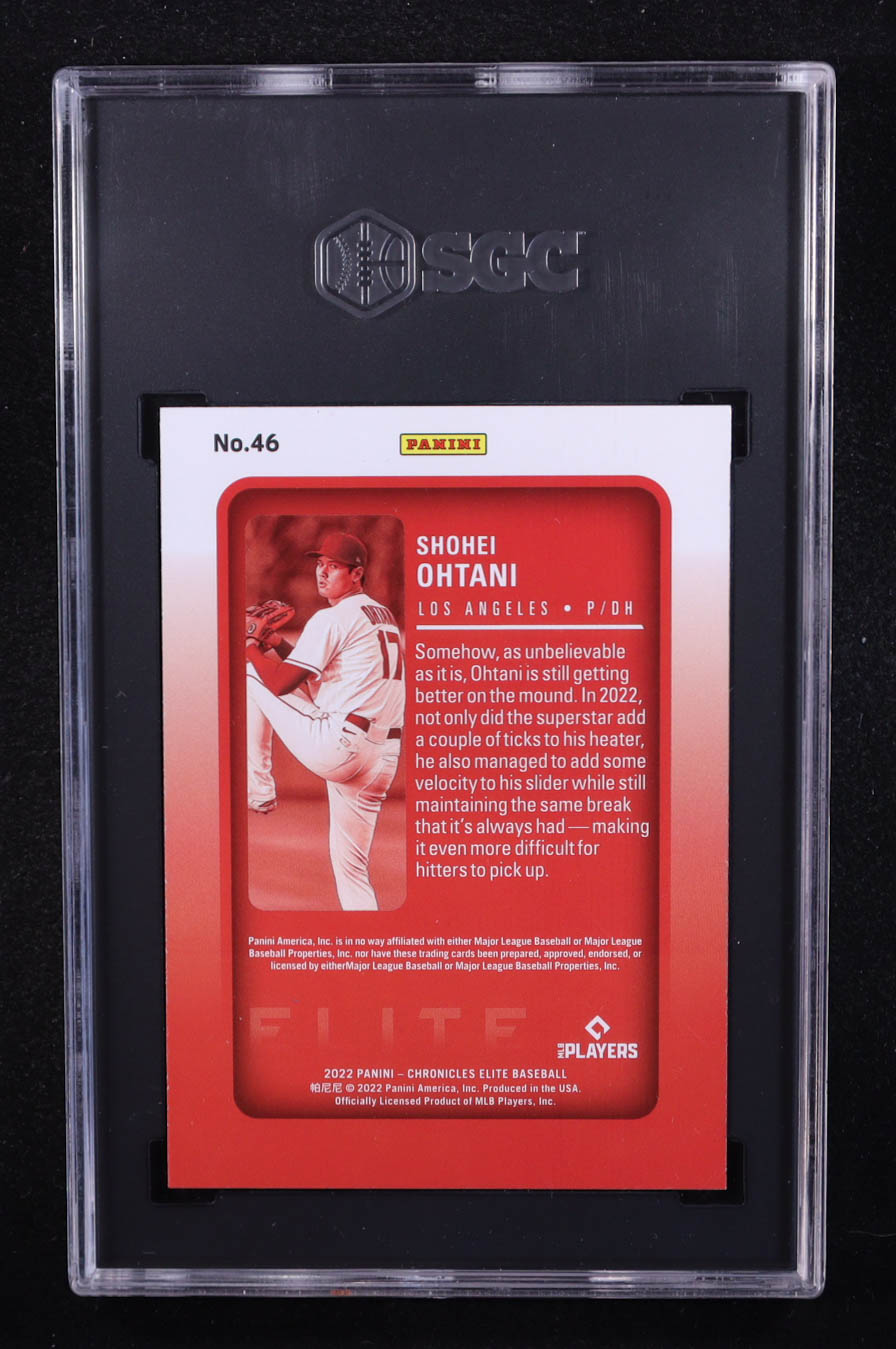 SGC
No.46
PANINI
SHOHEI
OHTANI
LOS ANGELES • P/DH
Somehow, as unbelievable
as it is, Ohtani is still getting
better on the mound. In 2022,
not only did the superstar add
a couple of ticks to his heater,
he also managed to add some
velocity to his slider while still
maintaining the same break
that it's always had — making
it even more difficult for
hitters to pick up.
17
Panini America, Inc. is in no way affiliated with either Major League Baseball or Major League
Baseball Properties, Inc. nor have these trading cards been prepared, approved, endorsed, or
licensed by eitherMajor League Baseball or Major League Baseball Properties, Inc.
ELITE
MLB PLAYERS
2022 PANINI – CHRONICLES ELITE BASEBALL
帕尼尼 © 2022 Panini America, Inc. Produced in the USA.
Officially Licensed Product of MLB Players, Inc.